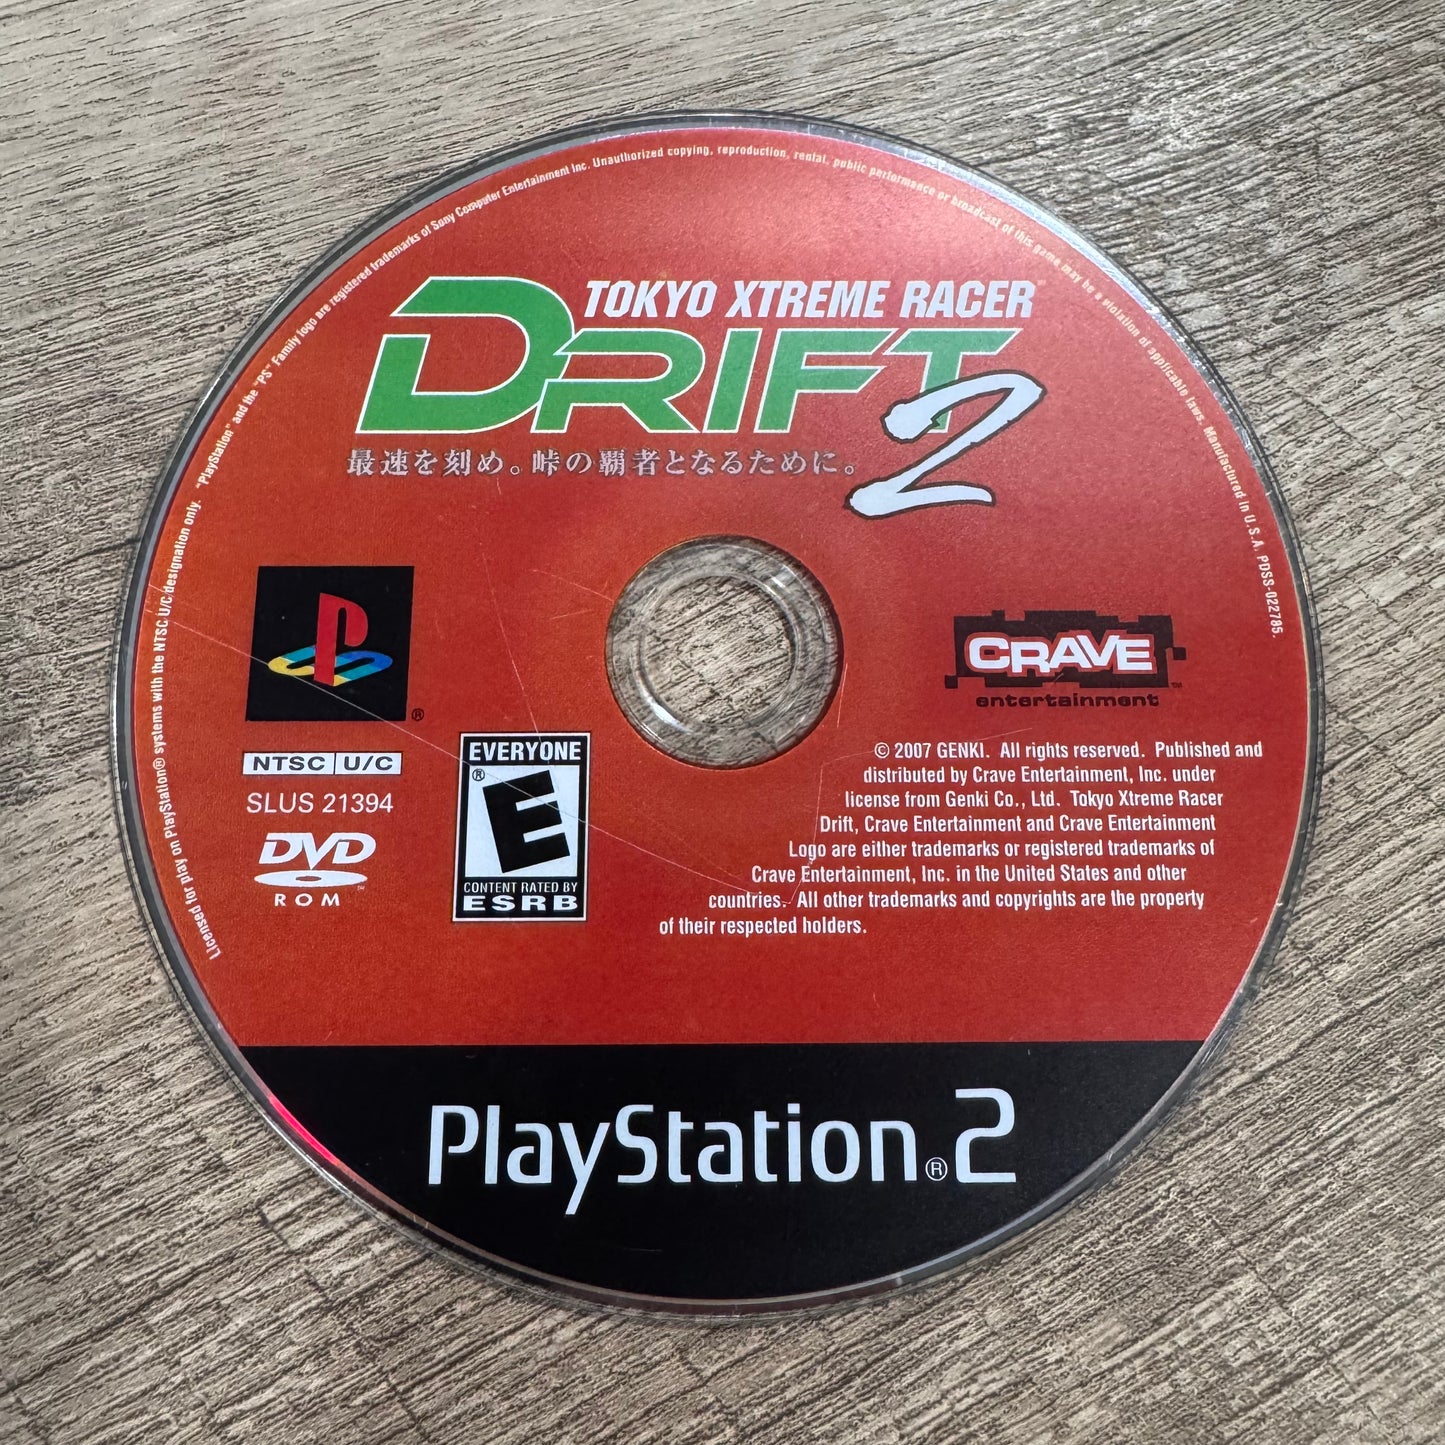 Licensed for play on PlayStation® systems with the NTSC U/C designation only. "PlayStation" and the "PS" Family logo are registered trademarks of Sony Computer Entertainment Inc. Unauthorized copying, reproduction, rental, public performance or broadcast of this game may be a violation of applicable laws. Manufactured in U.S.A. PDSS-022785.
TOKYO XTREME RACER
DRIFT 2
最速を刻め。峠の覇者となるために。
®
NTSC U/C
SLUS 21394
DVD
ROM
EVERYONE
®
E
CONTENT RATED BY
ESRB
CRAVE
entertainment
™
© 2007 GENKI. All rights reserved. Published and
distributed by Crave Entertainment, Inc. under
license from Genki Co., Ltd. Tokyo Xtreme Racer
Drift, Crave Entertainment and Crave Entertainment
Logo are either trademarks or registered trademarks of
Crave Entertainment, Inc. in the United States and other
countries. All other trademarks and copyrights are the property
of their respected holders.
PlayStation®2